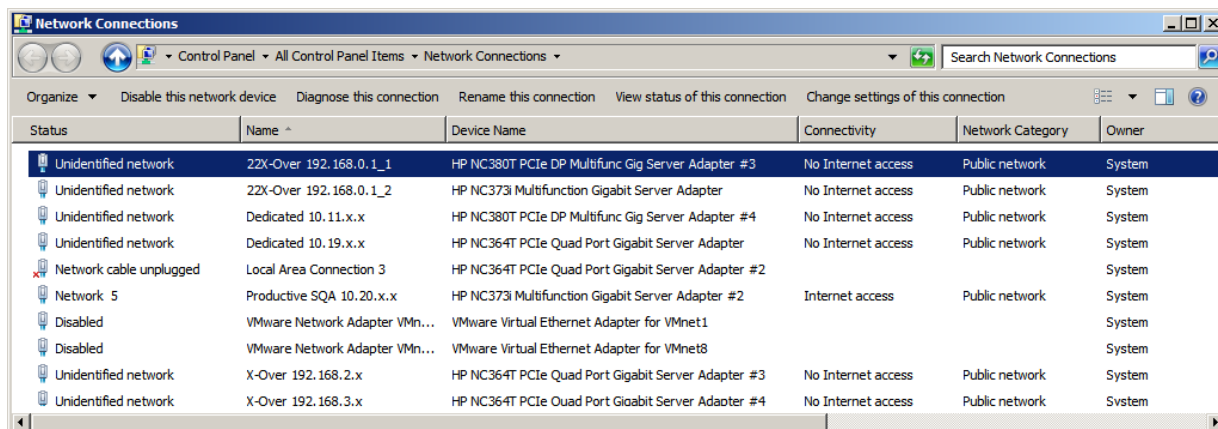 Network Connections
Control Panel All Control Panel Items Network Connections Search Network Connections
Organize Disable this network device Diagnose this connection Rename this connection View status of this connection Change settings of this connection
Status Name Device Name Connectivity Network Category Owner
Unidentified network 22X-Over 192.168.0.1_1 HP NC380T PCIe DP Multifunc Gig Server Adapter #3 No Internet access Public network System
Unidentified network 22X-Over 192.168.0.1_2 HP NC373i Multifunction Gigabit Server Adapter No Internet access Public network System
Unidentified network Dedicated 10.11.x.x HP NC380T PCIe DP Multifunc Gig Server Adapter #4 No Internet access Public network System
Unidentified network Dedicated 10.19.x.x HP NC364T PCIe Quad Port Gigabit Server Adapter No Internet access Public network System
Network cable unplugged Local Area Connection 3 HP NC364T PCIe Quad Port Gigabit Server Adapter #2 System
Network 5 Productive SQA 10.20.x.x HP NC373i Multifunction Gigabit Server Adapter #2 Internet access Public network System
Disabled VMware Network Adapter VMn... VMware Virtual Ethernet Adapter for VMnet1 System
Disabled VMware Network Adapter VMn... VMware Virtual Ethernet Adapter for VMnet8 System
Unidentified network X-Over 192.168.2.x HP NC364T PCIe Quad Port Gigabit Server Adapter #3 No Internet access Public network System
Unidentified network X-Over 192.168.3.x HP NC364T PCIe Quad Port Gigabit Server Adapter #4 No Internet access Public network System